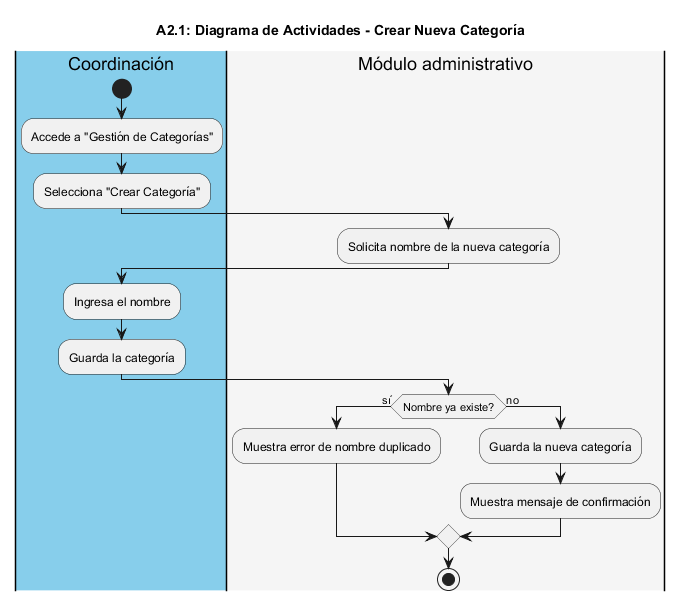 A2.1: Diagrama de Actividades - Crear Nueva Categoría
Coordinación
Módulo administrativo
Accede a "Gestión de Categorías"
Selecciona "Crear Categoría"
Solicita nombre de la nueva categoría
Ingresa el nombre
Guarda la categoría
sí
Nombre ya existe?
no
Muestra error de nombre duplicado
Guarda la nueva categoría
Muestra mensaje de confirmación